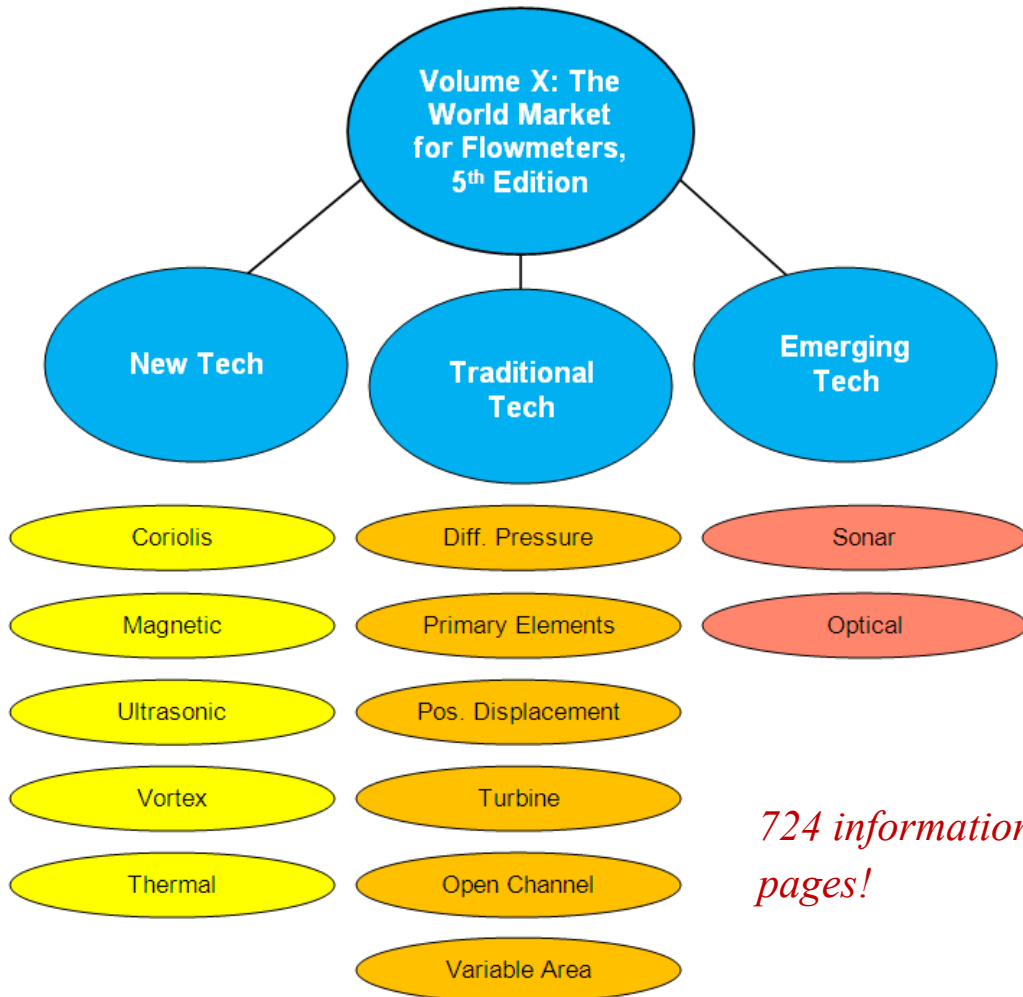 Volume X: The
World Market
for Flowmeters,
5th Edition
New Tech
Traditional
Tech
Emerging
Tech
Coriolis
Magnetic
Ultrasonic
Vortex
Thermal
Diff. Pressure
Primary Elements
Pos. Displacement
Turbine
Open Channel
Variable Area
Sonar
Optical
724 information
pages!